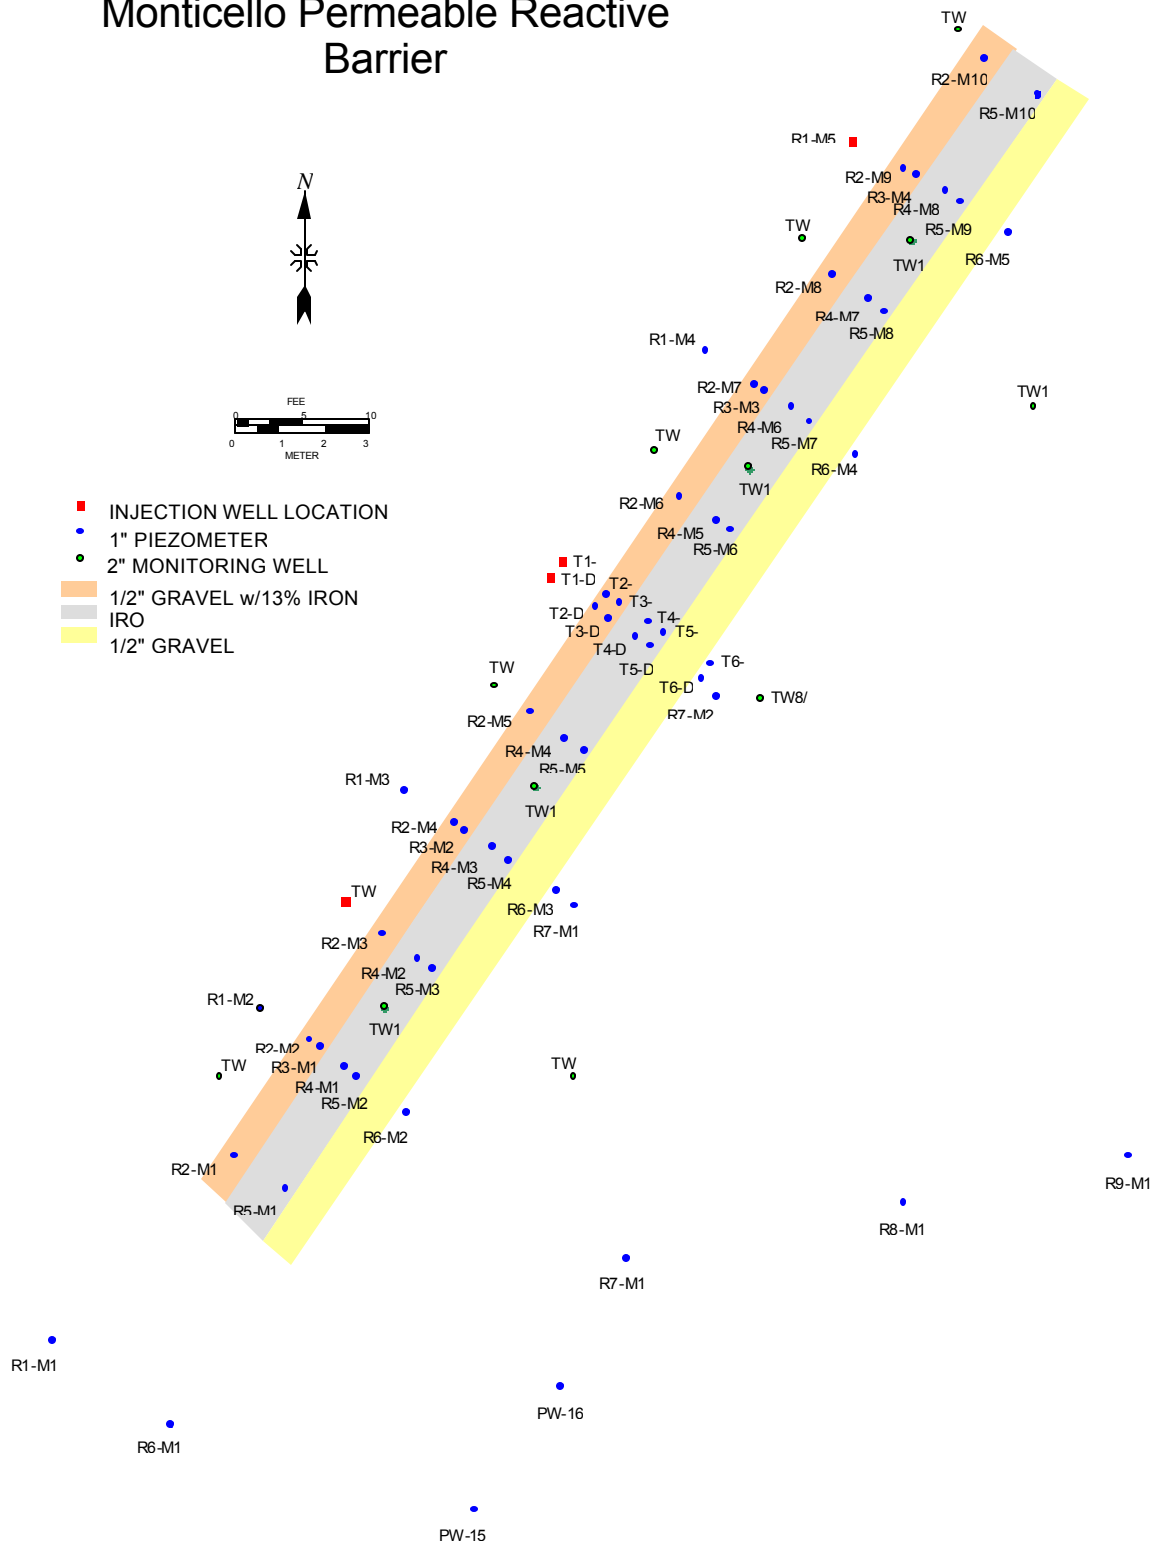 Monticello Permeable Reactive
Barrier
TW
R2-M10
R5-M10
R1-M5
R2-M9
R3-M4
R4-M8
R5-M9
N
TW
TW1
R6-M5
R2-M8
R4-M7
R5-M8
R1-M4
R2-M7
R3-M3
TW1
FEE
0 5 10
R4-M6
R5-M7
0 1 2 3
METER
TW
R6-M4
TW1
R2-M6
INJECTION WELL LOCATION
R4-M5
1" PIEZOMETER
R5-M6
2" MONITORING WELL
T1-
T1-D
T2-
1/2" GRAVEL w/13% IRON
T3-
T2-D
IRO
T4-
T3-D
T5-
1/2" GRAVEL
T4-D
T6-
T5-D
TW
T6-D
TW8/
R7-M2
R2-M5
R4-M4
R5-M5
R1-M3
TW1
R2-M4
R3-M2
R4-M3
R5-M4
TW
R6-M3
R7-M1
R2-M3
R4-M2
R5-M3
R1-M2
TW1
R2-M2
TW
R3-M1
TW
R4-M1
R5-M2
R6-M2
R2-M1
R9-M1
R5-M1
R8-M1
R7-M1
R1-M1
PW-16
R6-M1
PW-15